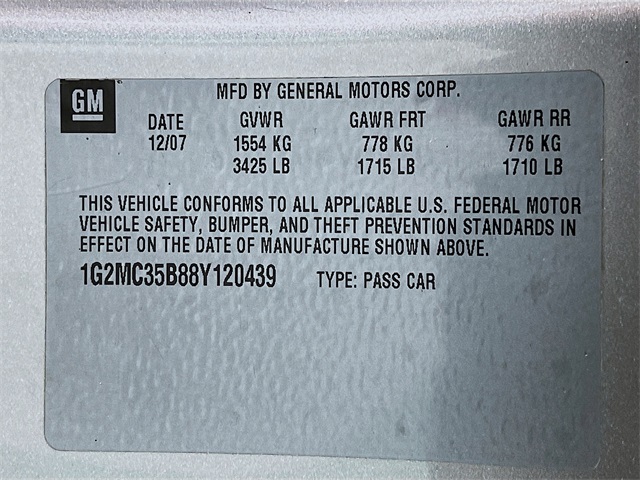 GM
MFD BY GENERAL MOTORS CORP.
DATE GVWR GAWR FRT GAWR RR
12/07 1554 KG 778 KG 776 KG
3425 LB 1715 LB 1710 LB
THIS VEHICLE CONFORMS TO ALL APPLICABLE U.S. FEDERAL MOTOR
VEHICLE SAFETY, BUMPER, AND THEFT PREVENTION STANDARDS IN
EFFECT ON THE DATE OF MANUFACTURE SHOWN ABOVE.
1G2MC35B88Y120439 TYPE: PASS CAR